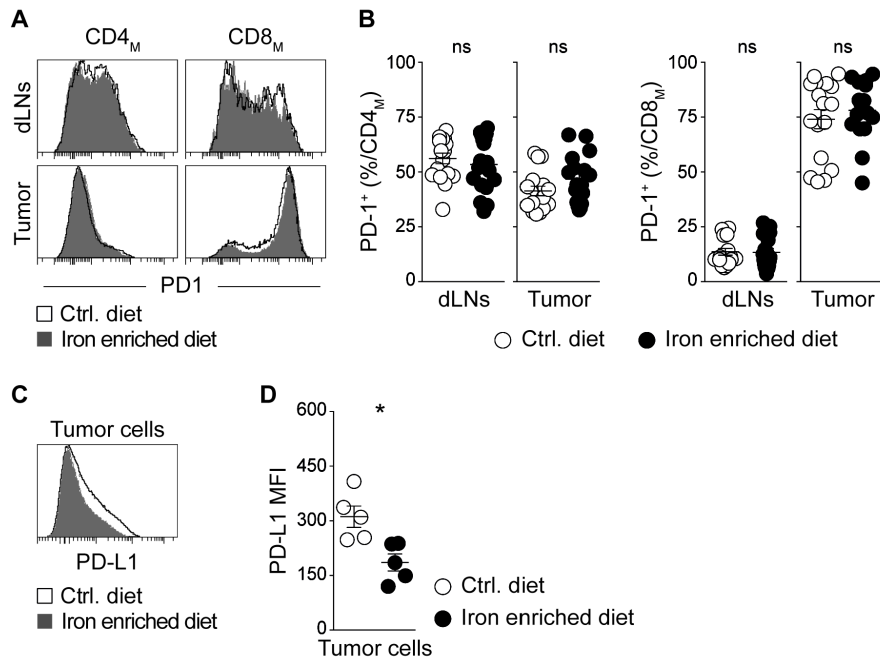 A
CD4M
CD8M
dLNs
Tumor
PD1
Ctrl. diet
Iron enriched diet
B
ns
ns
ns
ns
PD-1+ (%/CD4M)
100
75
50
25
0
dLNs
Tumor
PD-1+ (%/CD8M)
100
75
50
25
0
dLNs
Tumor
Ctrl. diet
Iron enriched diet
C
Tumor cells
PD-L1
Ctrl. diet
Iron enriched diet
D
*
PD-L1 MFI
600
450
300
150
0
Tumor cells
Ctrl. diet
Iron enriched diet